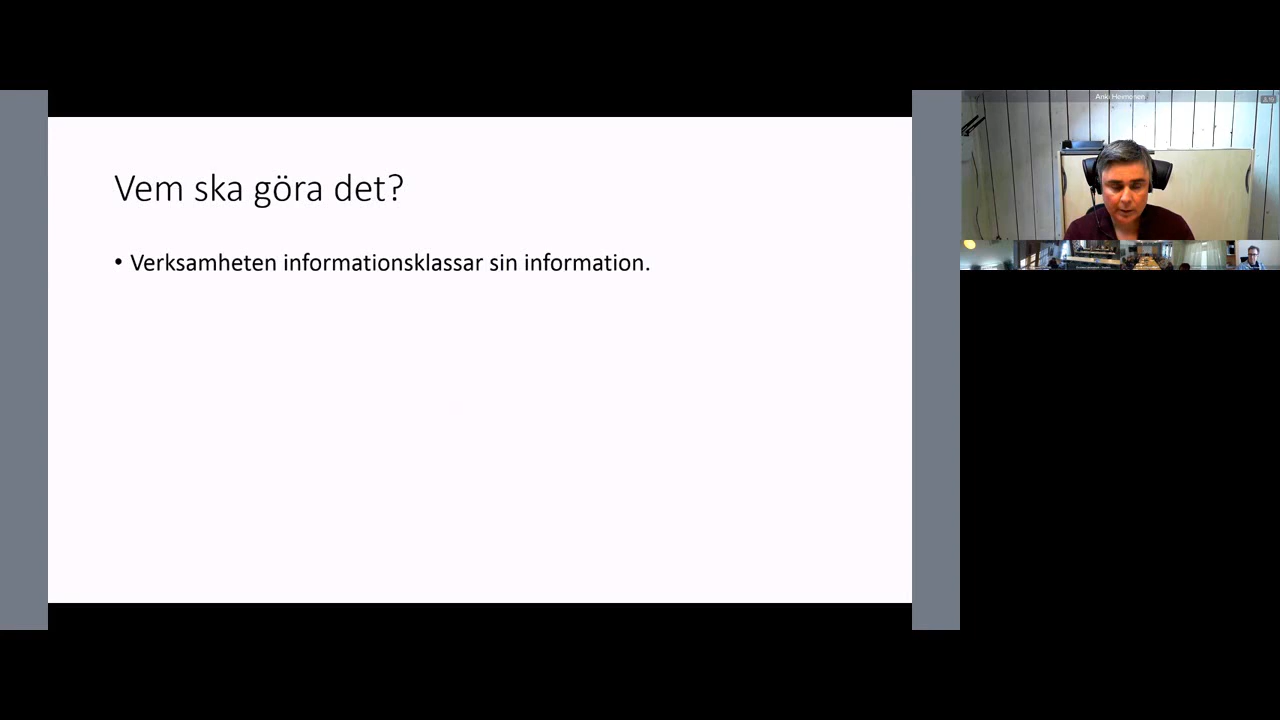 Vem ska göra det?
• Verksamheten informationsklassar sin information.